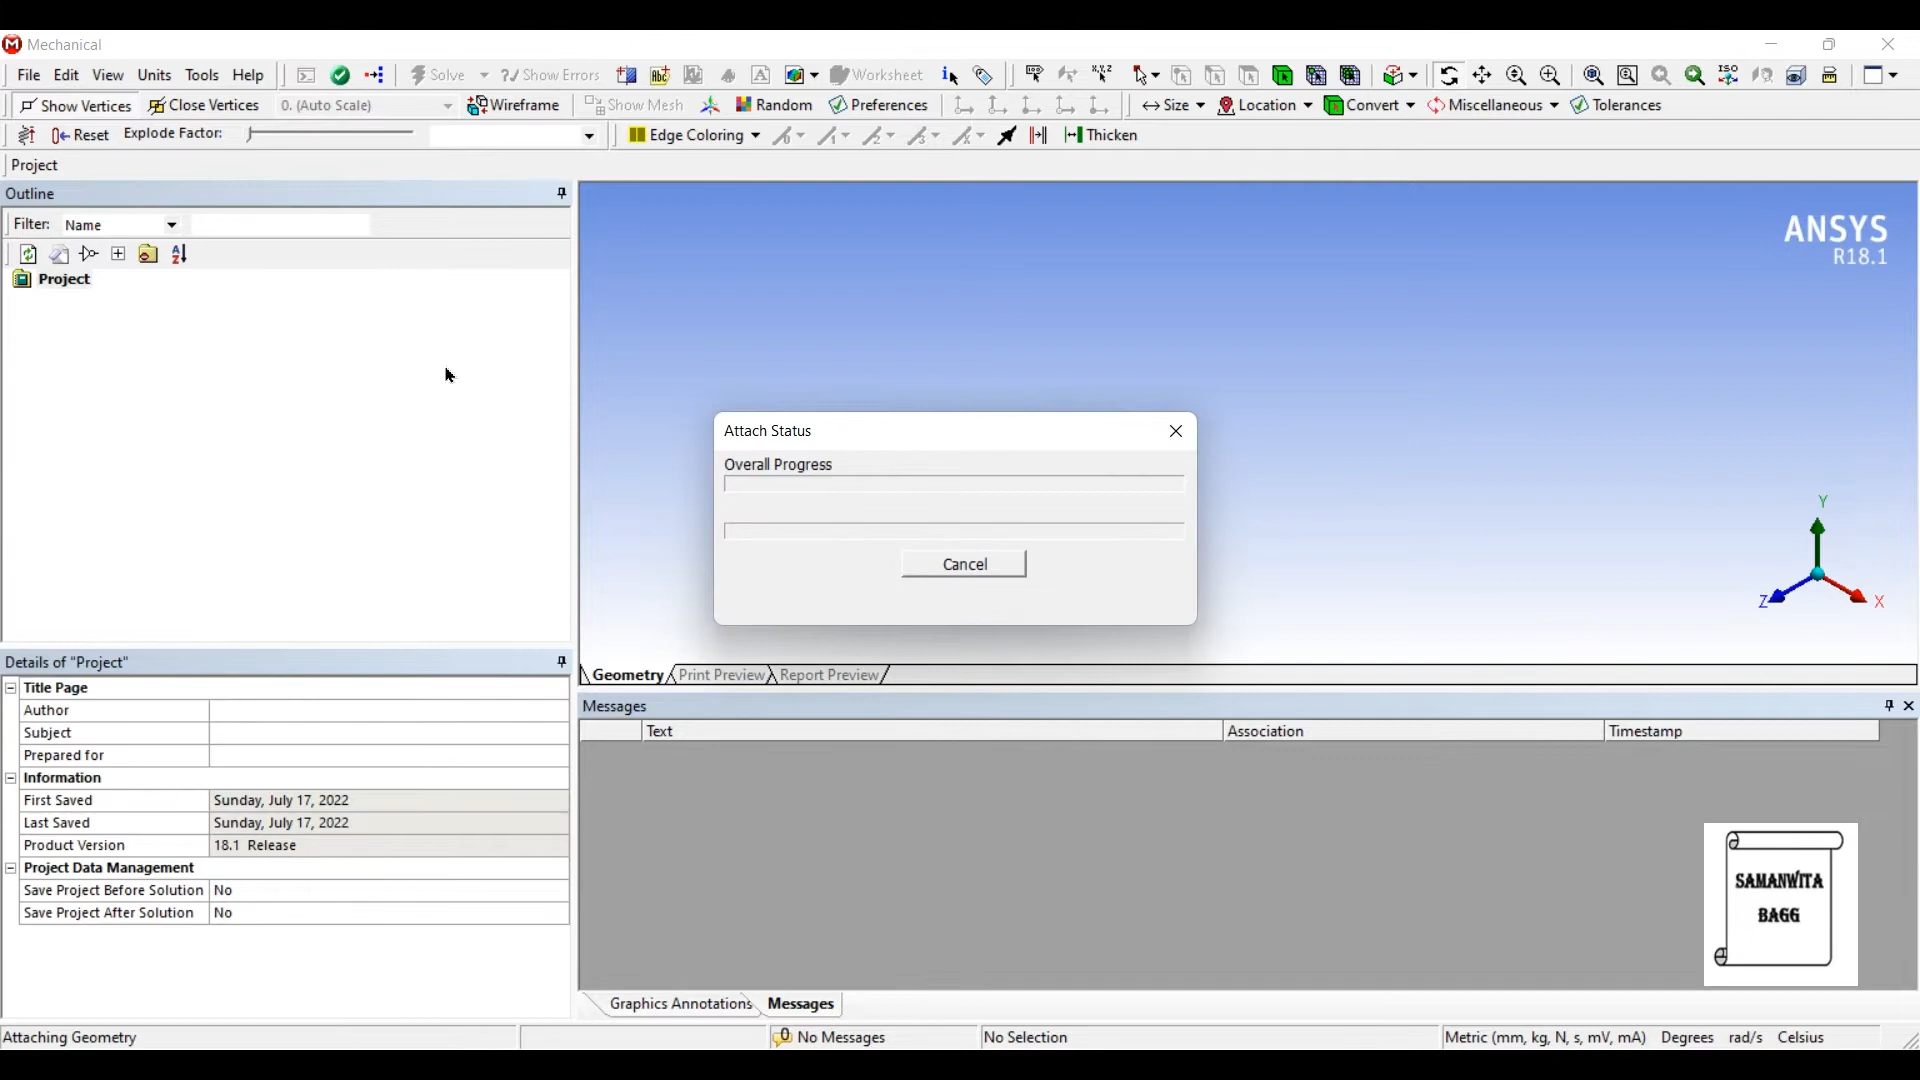 Mechanical
File Edit View Units Tools Help Solve ?/ Show Errors Worksheet
Show Vertices Close Vertices 0. (Auto Scale) Wireframe Show Mesh Random Preferences Size Location Convert Miscellaneous Tolerances
Reset Explode Factor: Edge Coloring Thicken
Project
Outline
Filter: Name
Project
ANSYS
R18.1
Attach Status
Overall Progress
Cancel
Y
Z X
Details of "Project"
Title Page
Author
Subject
Prepared for
Information
First Saved Sunday, July 17, 2022
Last Saved Sunday, July 17, 2022
Product Version 18.1 Release
Project Data Management
Save Project Before Solution No
Save Project After Solution No
Geometry Print Preview Report Preview
Messages
Text Association Timestamp
SAMANWITA
BAGG
Graphics Annotations Messages
Attaching Geometry 0 No Messages No Selection Metric (mm, kg, N, s, mV, mA) Degrees rad/s Celsius